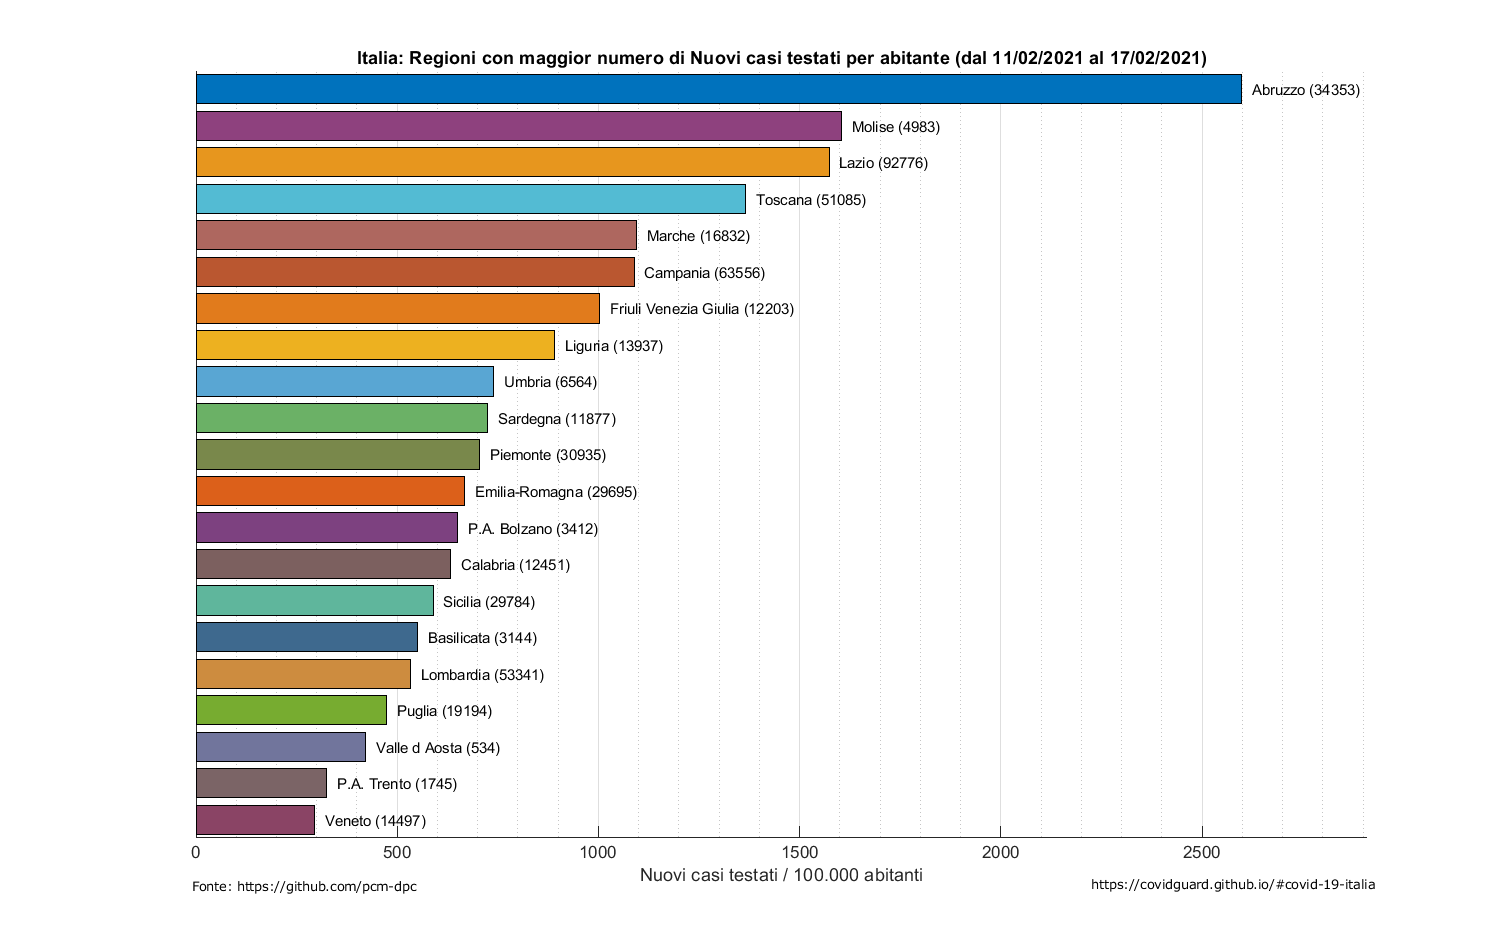 Italia: Regioni con maggior numero di Nuovi casi testati per abitante (dal 11/02/2021 al 17/02/2021)
Abruzzo (34353)
Molise (4983)
Lazio (92776)
Toscana (51085)
Marche (16832)
Campania (63556)
Friuli Venezia Giulia (12203)
Liguria (13937)
Umbria (6564)
Sardegna (11877)
Piemonte (30935)
Emilia-Romagna (29695)
P.A. Bolzano (3412)
Calabria (12451)
Sicilia (29784)
Basilicata (3144)
Lombardia (53341)
Puglia (19194)
Valle d Aosta (534)
P.A. Trento (1745)
Veneto (14497)
0 500 1000 1500 2000 2500
Nuovi casi testati / 100.000 abitanti
Fonte: https://github.com/pcm-dpc
https://covidguard.github.io/#covid-19-italia